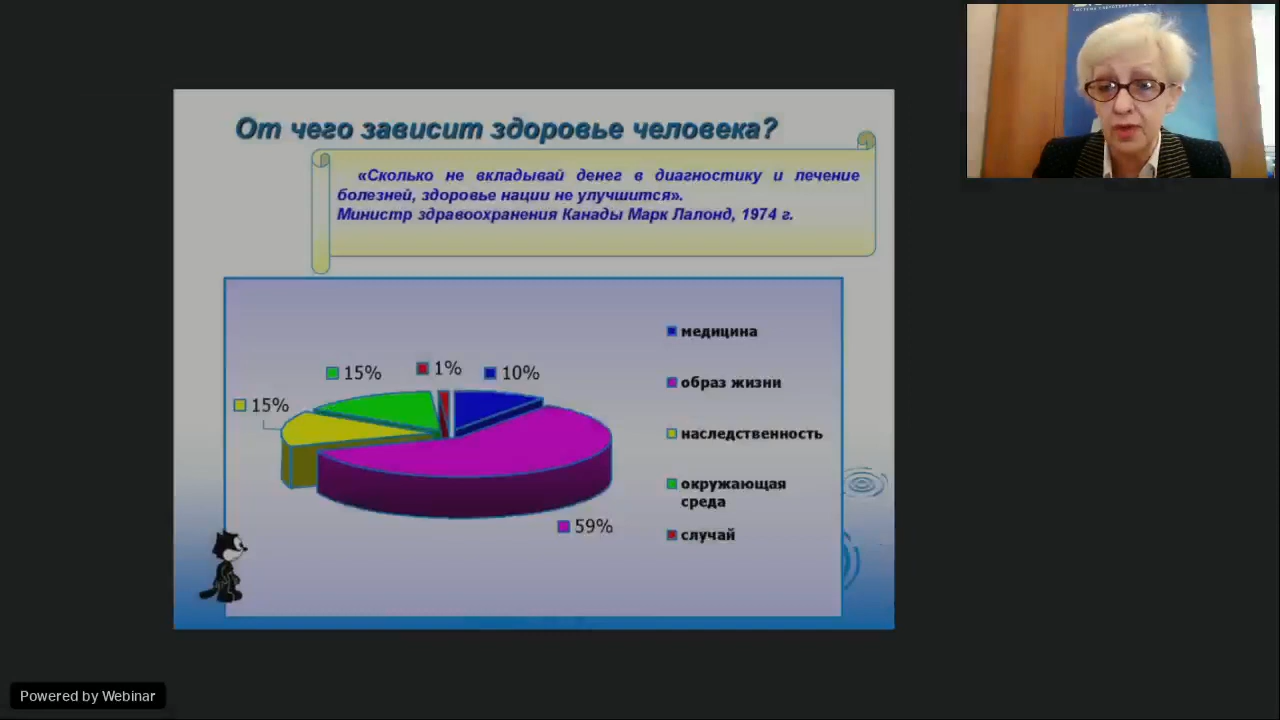 От чего зависит здоровье человека?
«Сколько не вкладывай денег в диагностику и лечение
болезней, здоровье нации не улучшится».
Министр здравоохранения Канады Марк Лалонд, 1974 г.
медицина
15%
1%
10%
образ жизни
15%
наследственность
окружающая
среда
59%
случай
Powered by Webinar